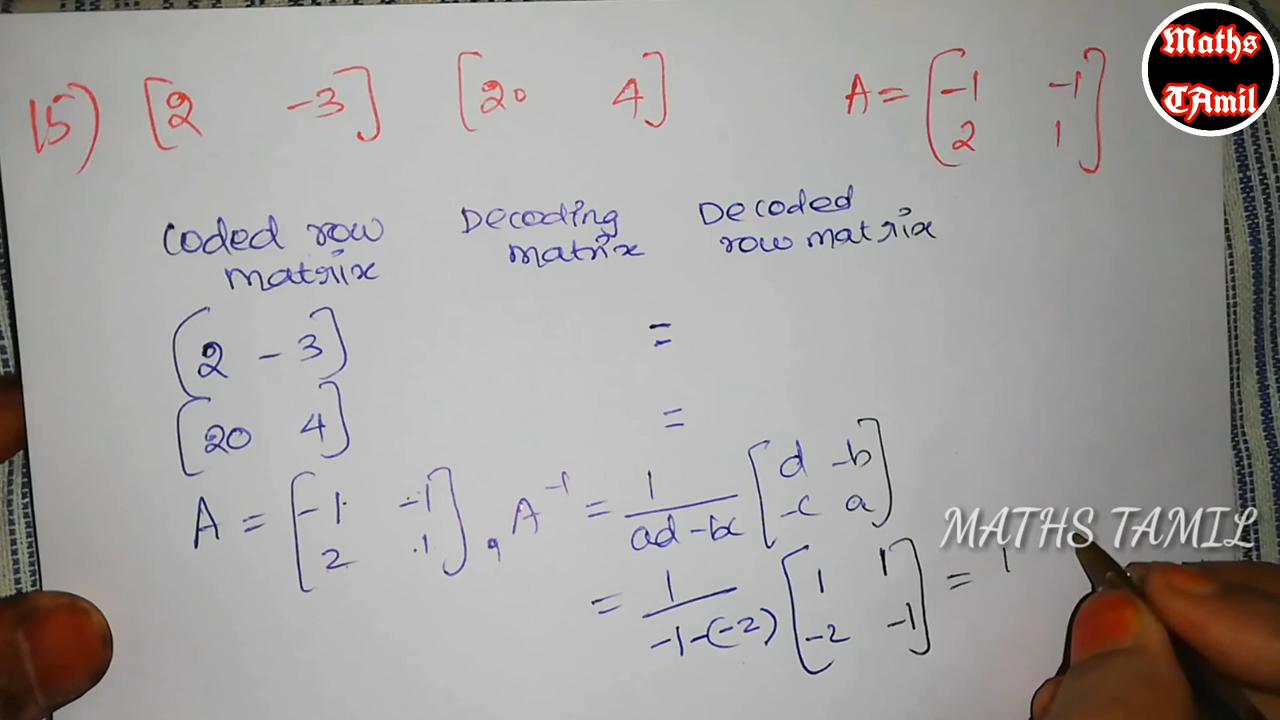 Maths
TAmil
15) [2 -3] [20 4] A = [-1 -1
2 1]
coded row matrix
Decoding matrix
Decoded row matrix
[2 -3] =
[20 4] =
A = [-1 -1
2 1] , A⁻¹ = 1/(ad-bc) [d -b
-c a]
= 1/(-1-(-2)) [1 1
-2 -1] = 1
MATHS TAMIL